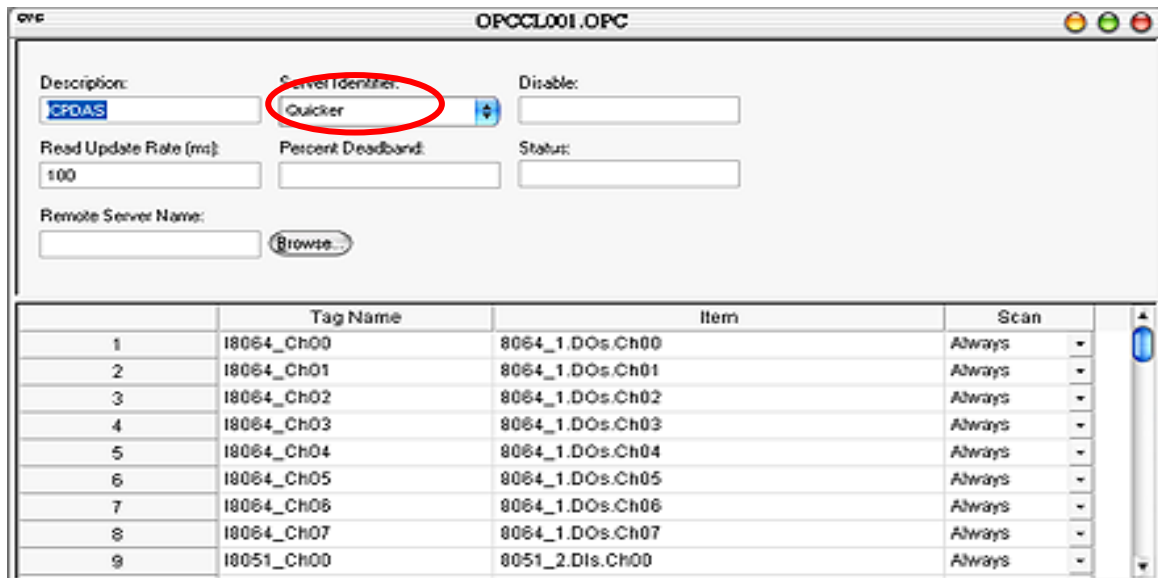 OPC OPCCL001.OPC
Description: Server Identifier: Disable:
ICPDAS Quicker
Read Update Rate (ms): Percent Deadband: Status:
100
Remote Server Name:
Browse...
Tag Name Item Scan
1 I8064_Ch00 8064_1.DOs.Ch00 Always
2 I8064_Ch01 8064_1.DOs.Ch01 Always
3 I8064_Ch02 8064_1.DOs.Ch02 Always
4 I8064_Ch03 8064_1.DOs.Ch03 Always
5 I8064_Ch04 8064_1.DOs.Ch04 Always
6 I8064_Ch05 8064_1.DOs.Ch05 Always
7 I8064_Ch06 8064_1.DOs.Ch06 Always
8 I8064_Ch07 8064_1.DOs.Ch07 Always
9 I8051_Ch00 8051_2.DIs.Ch00 Always